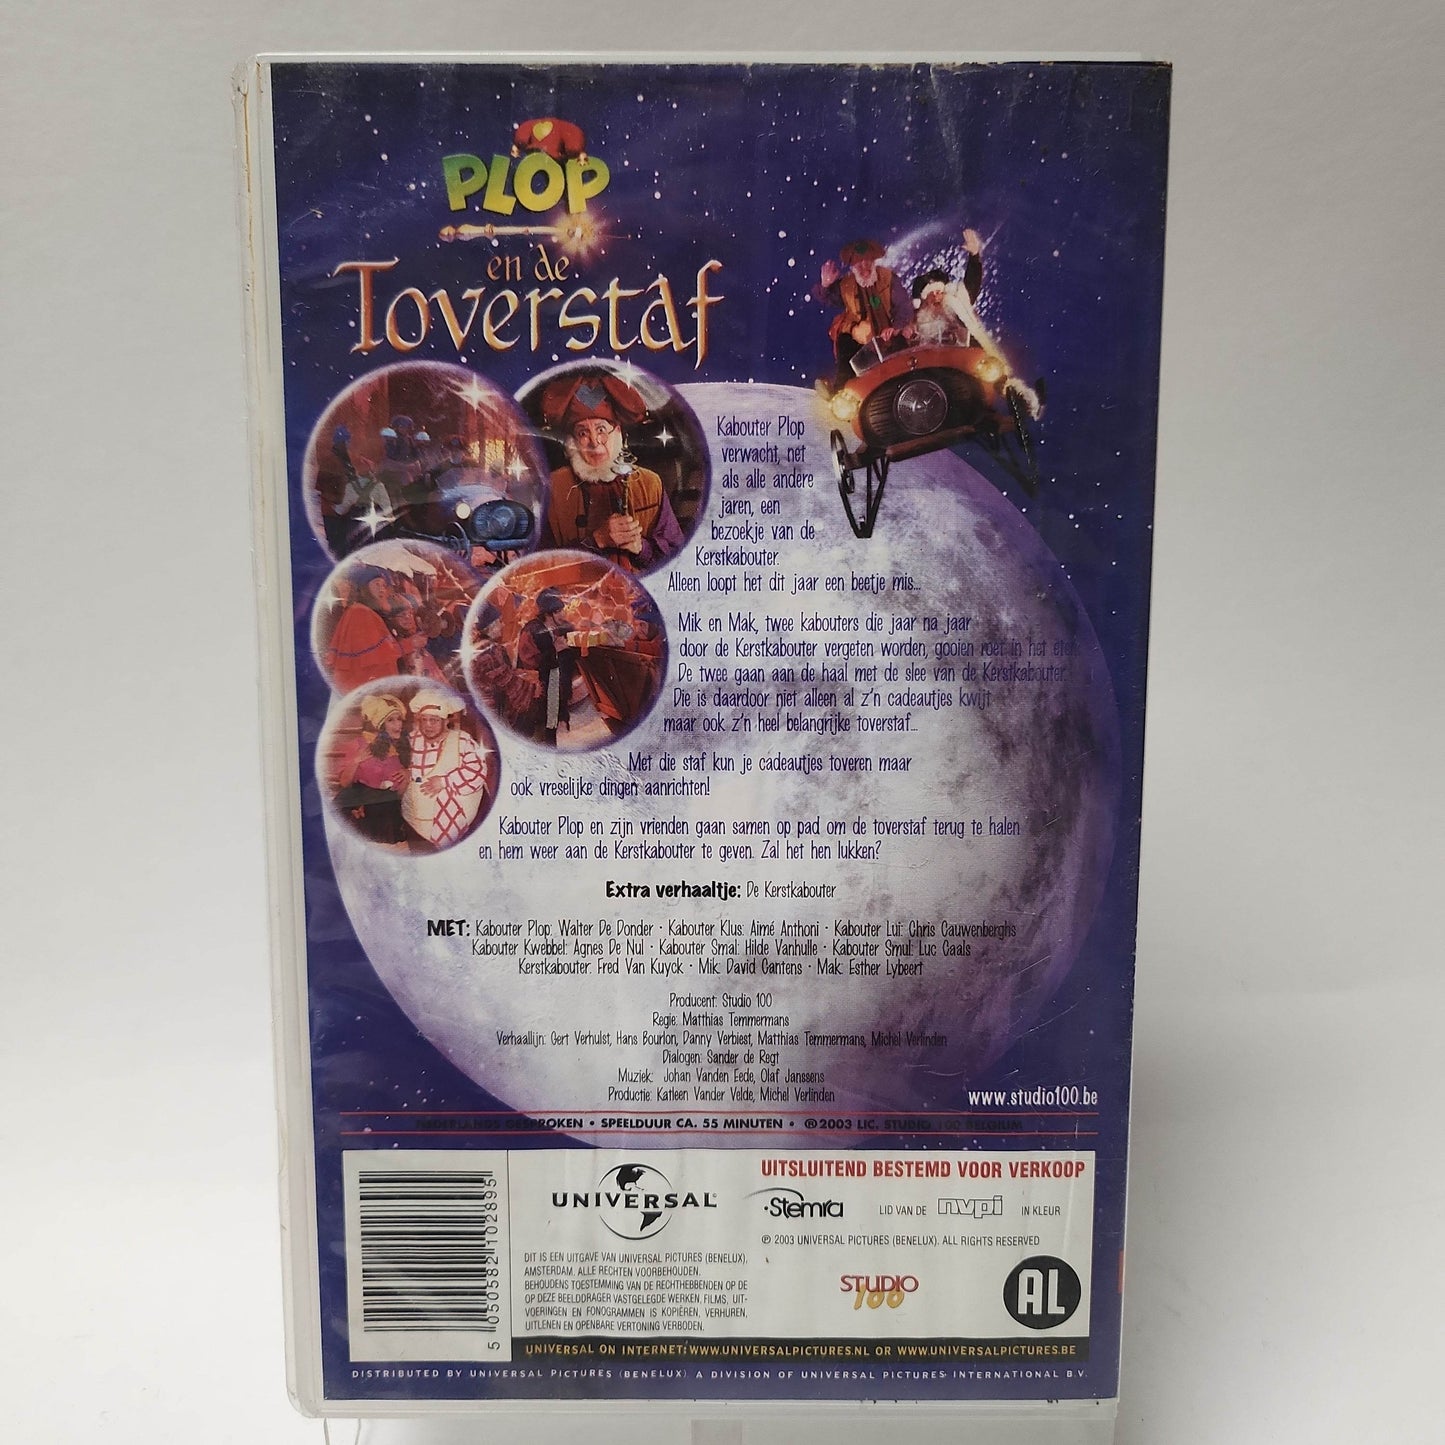 PLOP
en de
Toverstaf
Kabouter Plop
verwacht, net
als alle andere
jaren, een
bezoekje van de
Kerstkabouter.
Alleen loopt het dit jaar een beetje mis...
Mik en Mak, twee kabouters die jaar na jaar
door de Kerstkabouter vergeten worden, gooien roet in het eten.
De twee gaan aan de haal met de slee van de Kerstkabouter.
Die is daardoor niet alleen al z'n cadeautjes kwijt
maar ook z'n heel belangrijke toverstaf...
Met die staf kun je cadeautjes toveren maar
ook vreselijke dingen aanrichten!
Kabouter Plop en zijn vrienden gaan samen op pad om de toverstaf terug te halen
en hem weer aan de Kerstkabouter te geven. Zal het hen lukken?
Extra verhaaltje: De Kerstkabouter
MET: Kabouter Plop: Walter De Donder · Kabouter Klus: Aimé Anthoni · Kabouter Lui: Chris Cauwenberghs
Kabouter Kwebbel: Agnes De Nul · Kabouter Smal: Hilde Vanhulle · Kabouter Smul: Luc Caals
Kerstkabouter: Fred Van Kuyck · Mik: David Cantens · Mak: Esther Lybeert
Producent: Studio 100
Regie: Matthias Temmermans
Verhaallijn: Gert Verhulst, Hans Bourlon, Danny Verbiest, Matthias Temmermans, Michel Verlinden
Dialogen: Sander de Regt
Muziek: Johan Vanden Eede, Olaf Janssens
Productie: Katleen Vander Velde, Michel Verlinden
www.studio100.be
NEDERLANDS GESPROKEN • SPEELDUUR CA. 55 MINUTEN • ®2003 LIC. STUDIO 100 BELGIUM
5 050582 102895
UNIVERSAL
DIT IS EEN UITGAVE VAN UNIVERSAL PICTURES (BENELUX),
AMSTERDAM. ALLE RECHTEN VOORBEHOUDEN.
BEHOUDENS TOESTEMMING VAN DE RECHTHEBBENDEN OP DE
OP DEZE BEELDDRAGER VASTGELEGDE WERKEN, FILMS, UIT-
VOERINGEN EN FONOGRAMMEN IS KOPIËREN, VERHUREN,
UITLENEN EN OPENBARE VERTONING VERBODEN.
UITSLUITEND BESTEMD VOOR VERKOOP
Stemra LID VAN DE nvpi IN KLEUR
℗ 2003 UNIVERSAL PICTURES (BENELUX). ALL RIGHTS RESERVED
STUDIO
100
AL
UNIVERSAL ON INTERNET: WWW.UNIVERSALPICTURES.NL OR WWW.UNIVERSALPICTURES.BE
DISTRIBUTED BY UNIVERSAL PICTURES (BENELUX) A DIVISION OF UNIVERSAL PICTURES INTERNATIONAL B.V.